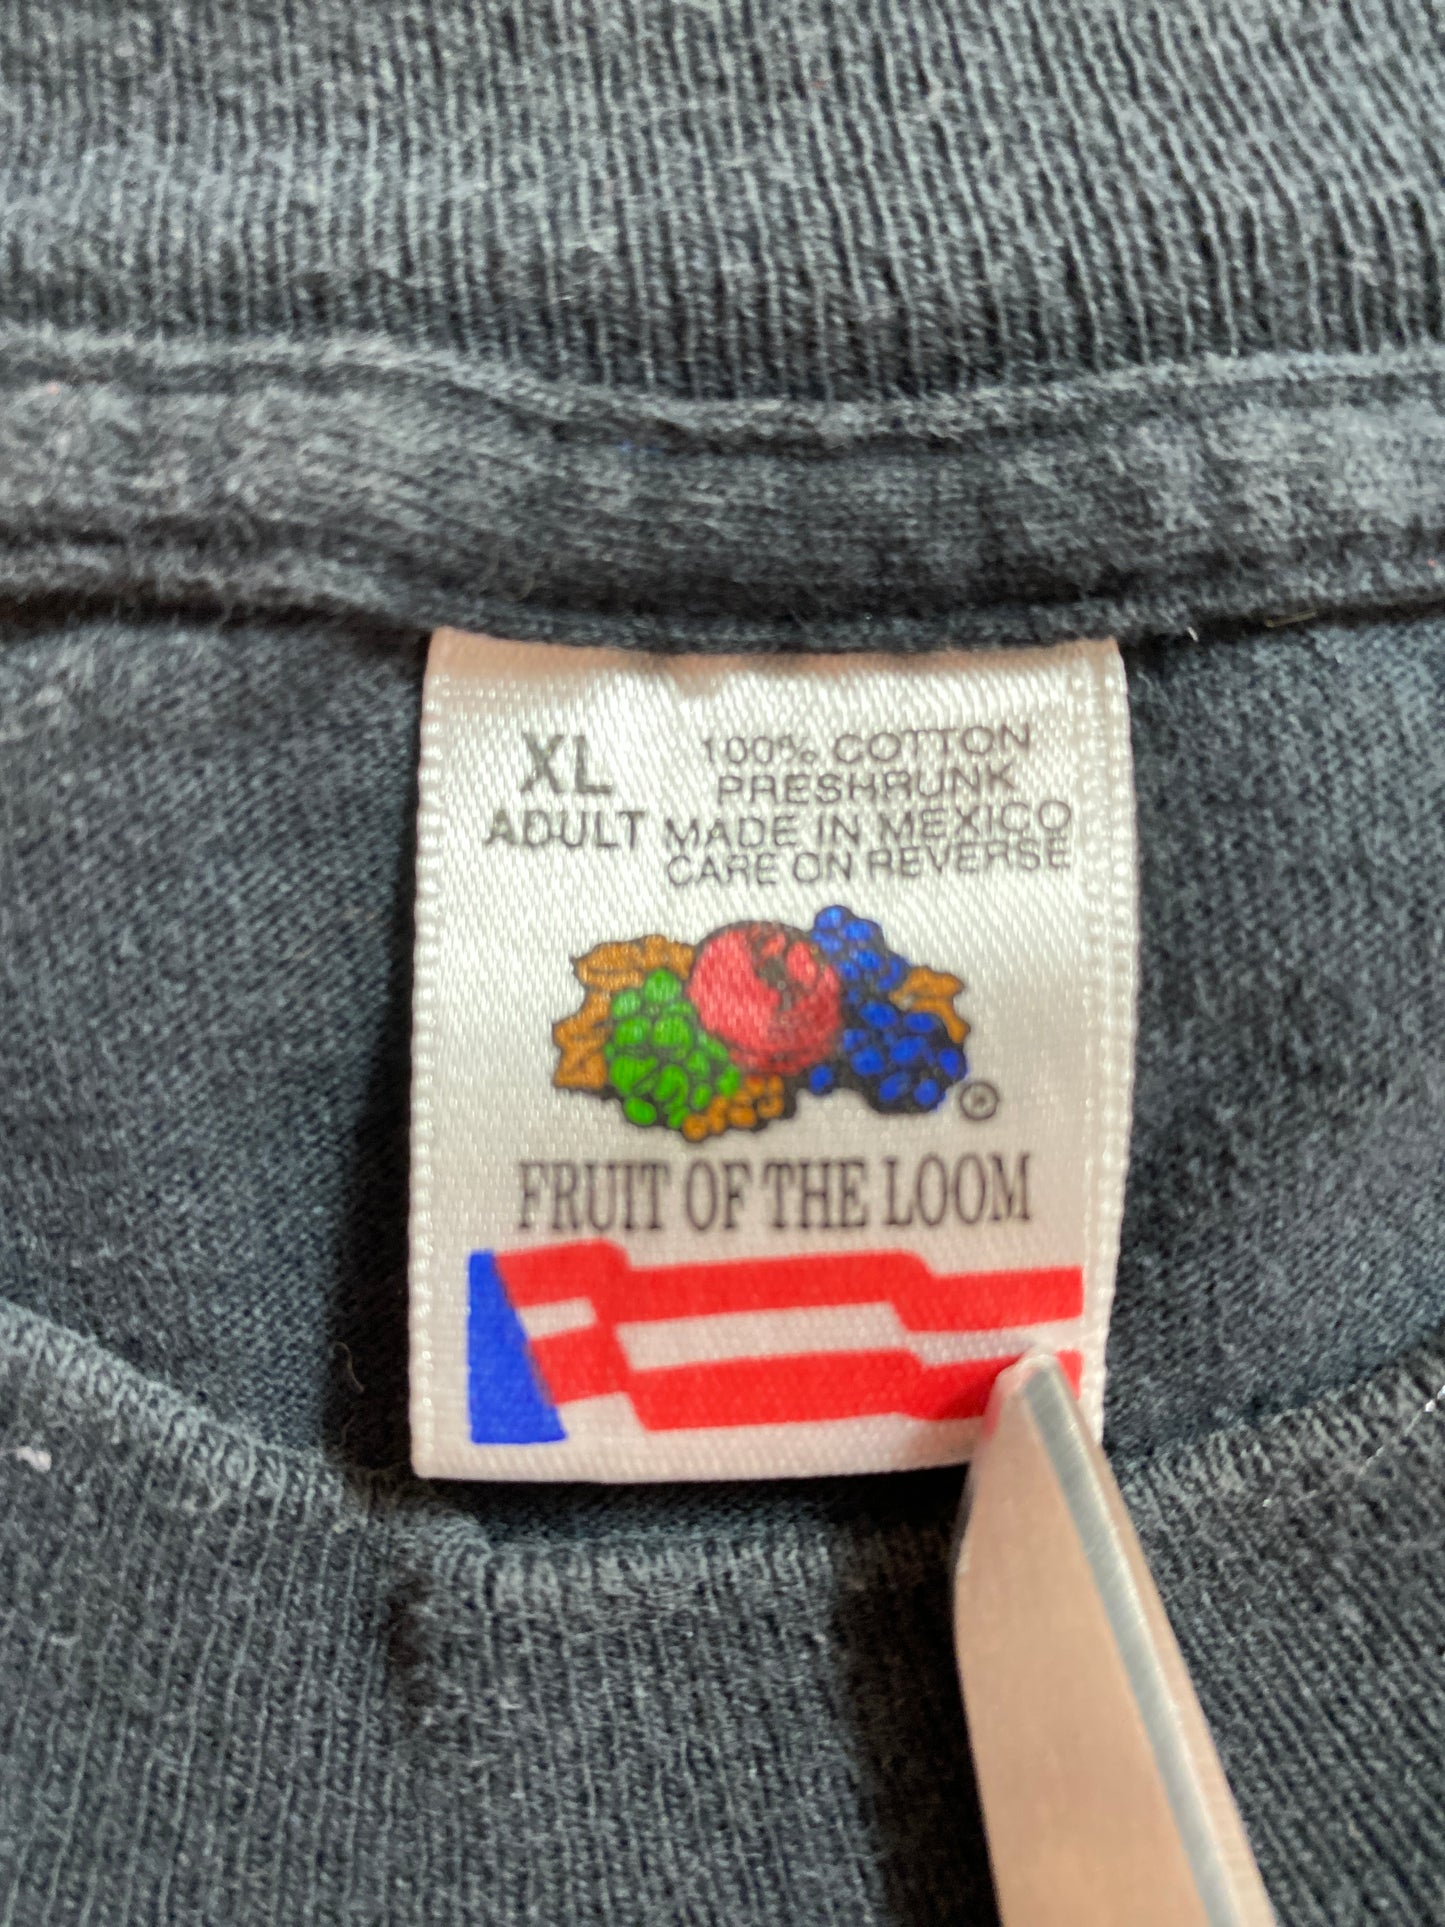 XL
ADULT
100% COTTON
PRESHRUNK
MADE IN MEXICO
CARE ON REVERSE
®
FRUIT OF THE LOOM